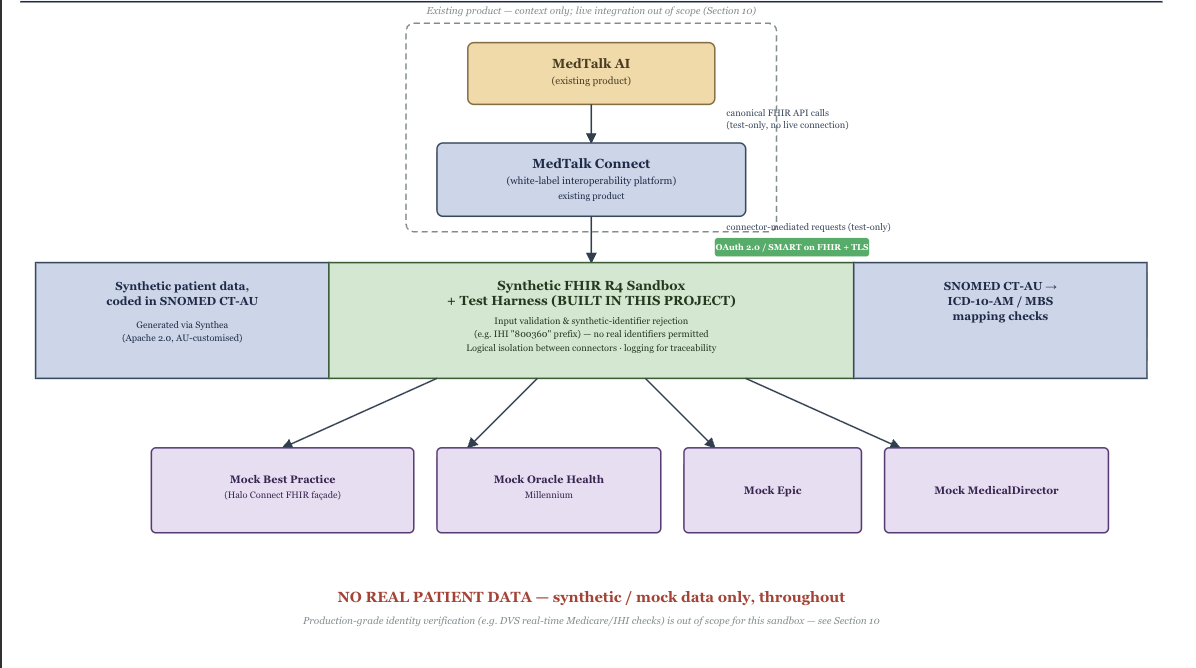 Existing product — context only; live integration out of scope (Section 10)
MedTalk AI
(existing product)
canonical FHIR API calls
(test-only, no live connection)
MedTalk Connect
(white-label interoperability platform)
existing product
connector-mediated requests (test-only)
OAuth 2.0 / SMART on FHIR + TLS
Synthetic patient data,
coded in SNOMED CT-AU
Generated via Synthea
(Apache 2.0, AU-customised)
Synthetic FHIR R4 Sandbox
+ Test Harness (BUILT IN THIS PROJECT)
Input validation & synthetic-identifier rejection
(e.g. IHI "800360" prefix) — no real identifiers permitted
Logical isolation between connectors · logging for traceability
SNOMED CT-AU →
ICD-10-AM / MBS
mapping checks
Mock Best Practice
(Halo Connect FHIR façade)
Mock Oracle Health
Millennium
Mock Epic
Mock MedicalDirector
NO REAL PATIENT DATA — synthetic / mock data only, throughout
Production-grade identity verification (e.g. DVS real-time Medicare/IHI checks) is out of scope for this sandbox — see Section 10